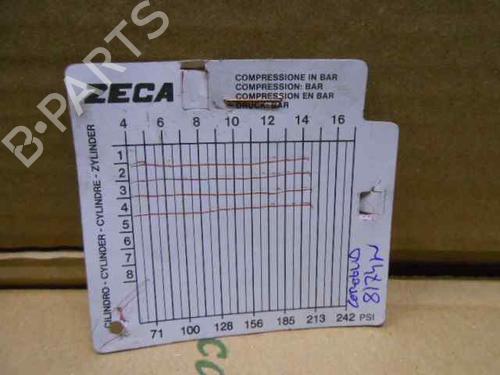 ZECA
COMPRESSIONE IN BAR
COMPRESSION: BAR
COMPRESSION EN BAR
DRUCK: BAR
4 6 8 10 12 14 16
CILINDRO - CYLINDER - CYLINDRE - ZYLINDER
1
2
3
4
5
6
7
8
71 100 128 156 185 213 242 PSI
B-PARTS